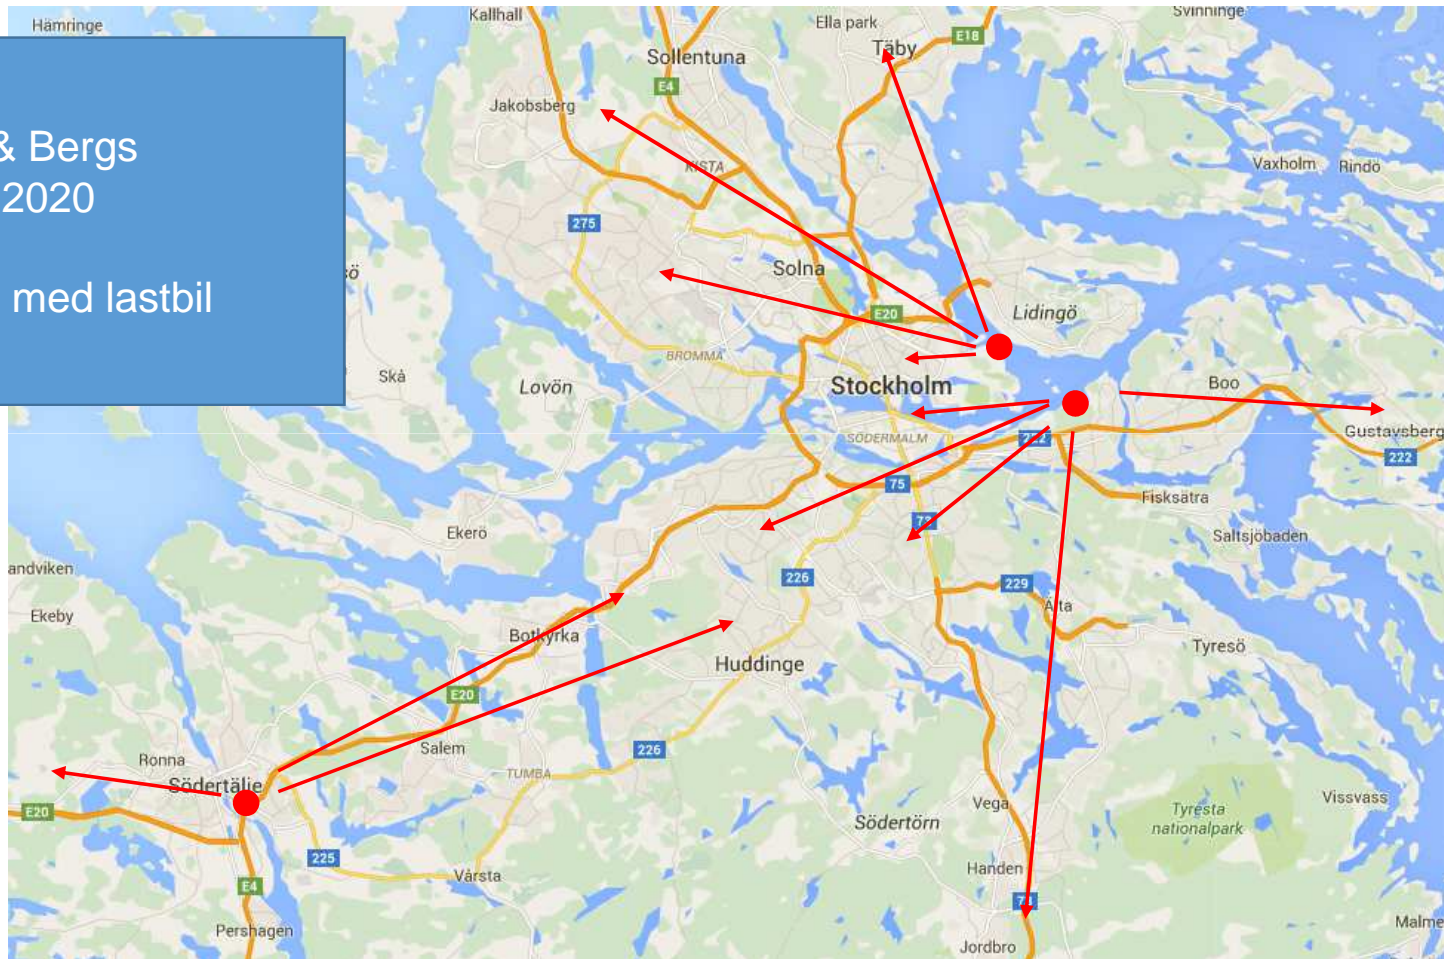 Hämringe
Kallhall
Ella park
Svinninge
& Bergs
2020
med lastbil
Sollentuna
Täby
E18
E4
Jakobsberg
KISTA
Vaxholm
Rindö
275
Solna
Lidingö
E20
BROMMA
Skå
Lovön
Stockholm
Boo
SÖDERMALM
222
Gustavsberg
222
75
Fisksätra
73
Ekerö
Saltsjöbaden
andviken
226
229
Ekeby
Älta
Botkyrka
Tyresö
Huddinge
E20
Salem
226
Ronna
TUMBA
Södertälje
E20
Vega
Vissvass
Södertörn
Tyresta
nationalpark
225
Vårsta
Handen
E4
73
Pershagen
Jordbro
Malme